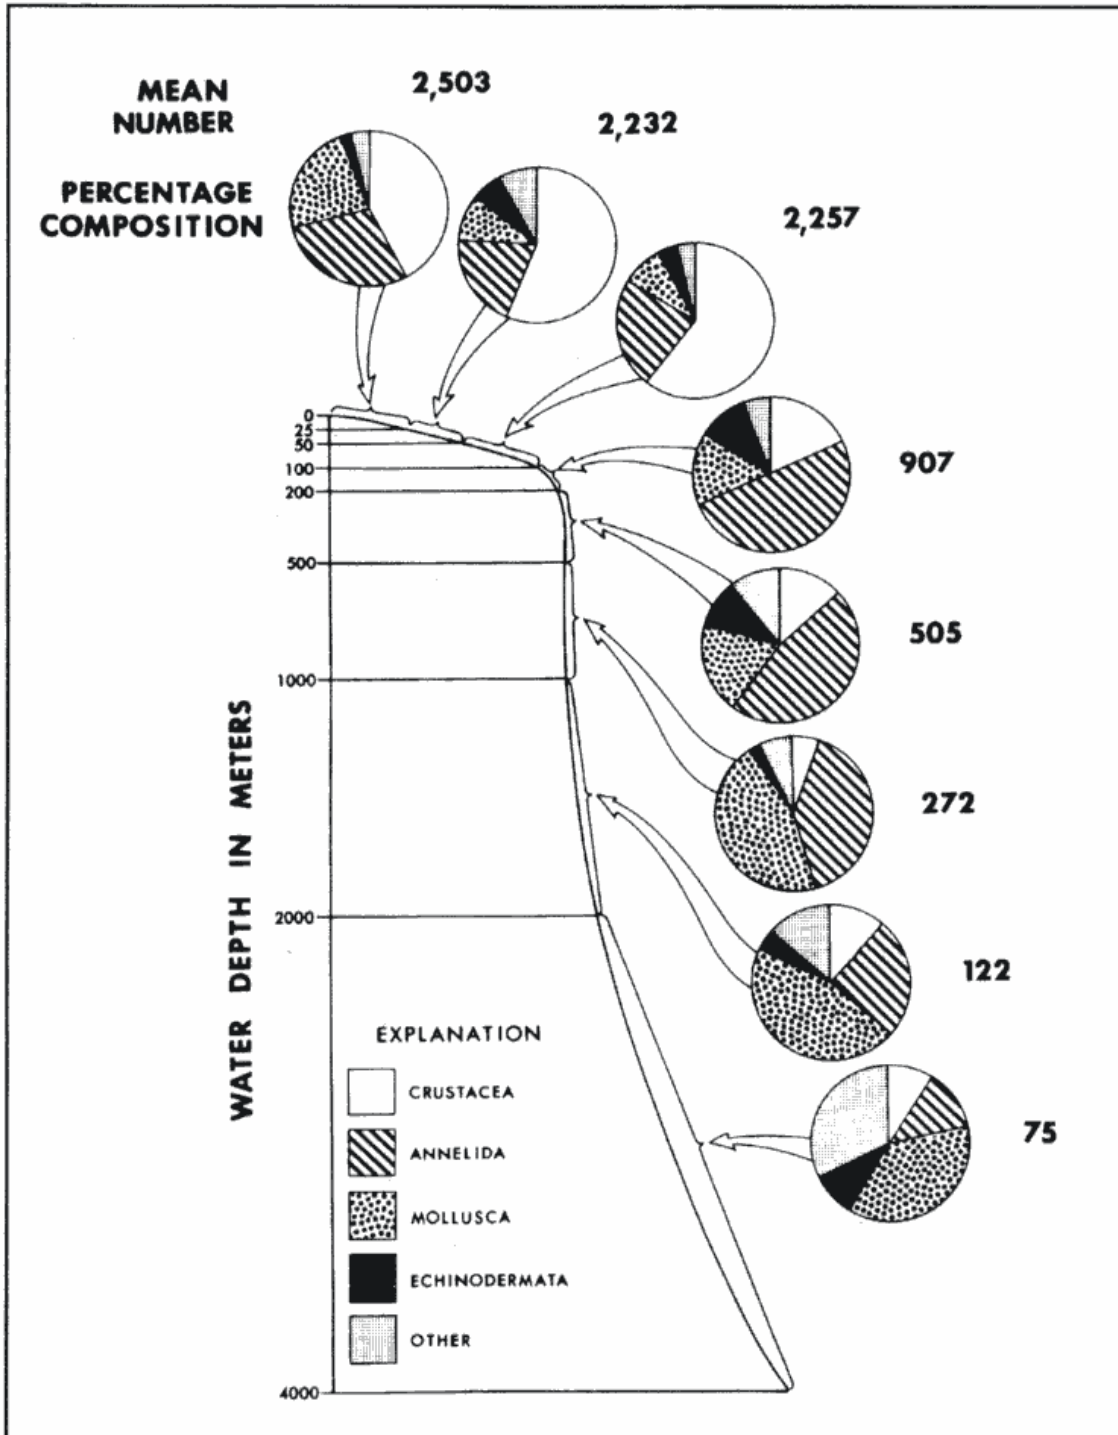 MEAN
NUMBER
2,503
2,232
2,257
PERCENTAGE
COMPOSITION
907
505
272
122
75
0
25
50
100
200
500
1000
2000
4000
WATER DEPTH IN METERS
EXPLANATION
CRUSTACEA
ANNELIDA
MOLLUSCA
ECHINODERMATA
OTHER